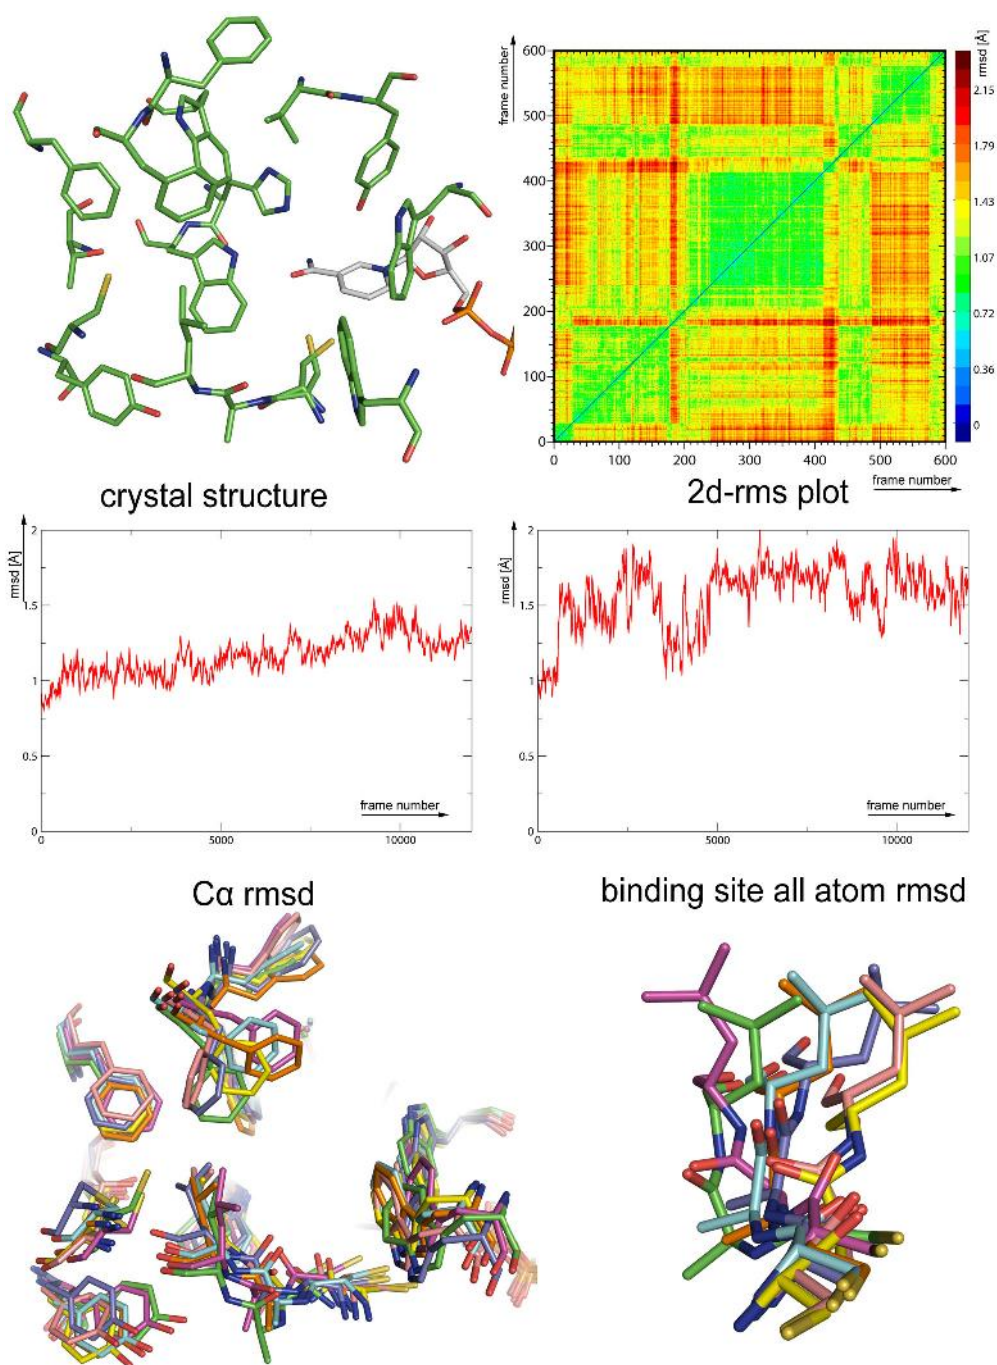 frame number
rmsd [Å]
600
500
400
300
200
100
0
2.15
1.79
1.43
1.07
0.72
0.36
0
0 100 200 300 400 500 600
crystal structure
2d-rms plot
frame number
rmsd [Å]
2
1.5
1
0.5
0
frame number
0 5000 10000
rmsd [Å]
2
1.5
1
0.5
0
frame number
0 5000 10000
Cα rmsd
binding site all atom rmsd